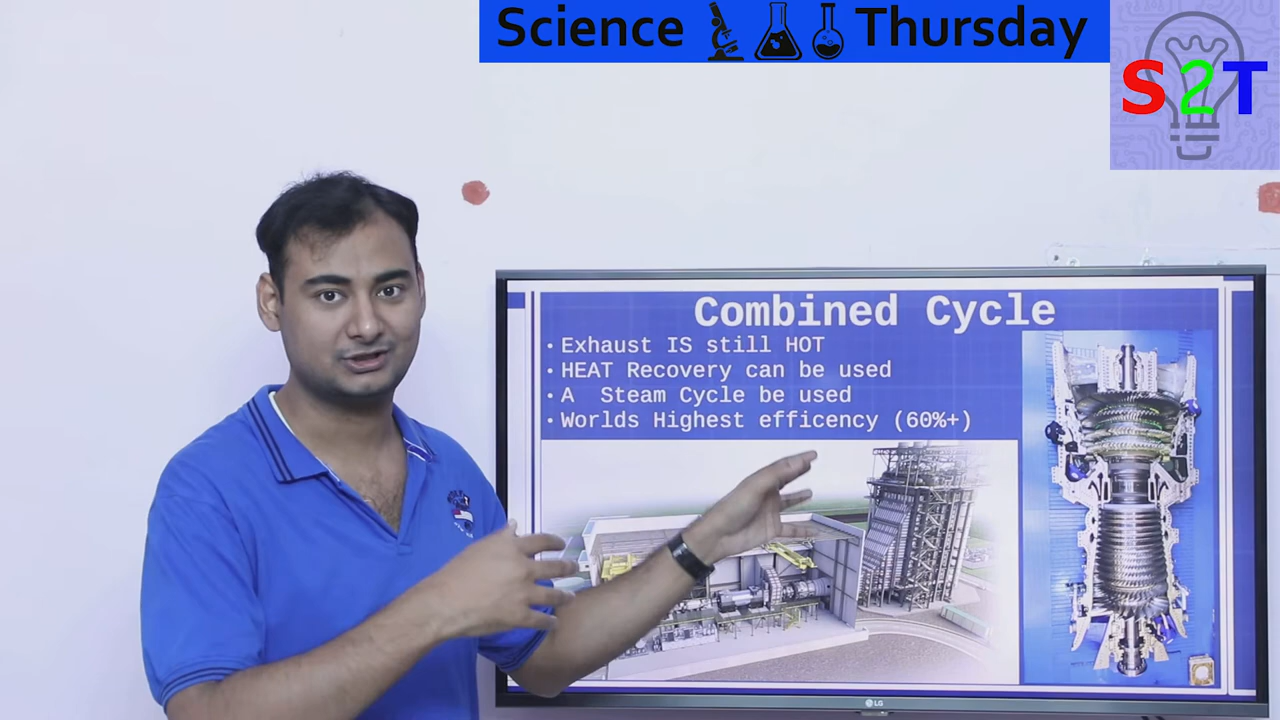 Science Thursday
S2T
Combined Cycle
• Exhaust IS still HOT
• HEAT Recovery can be used
• A Steam Cycle be used
• Worlds Highest efficency (60%+)
LG